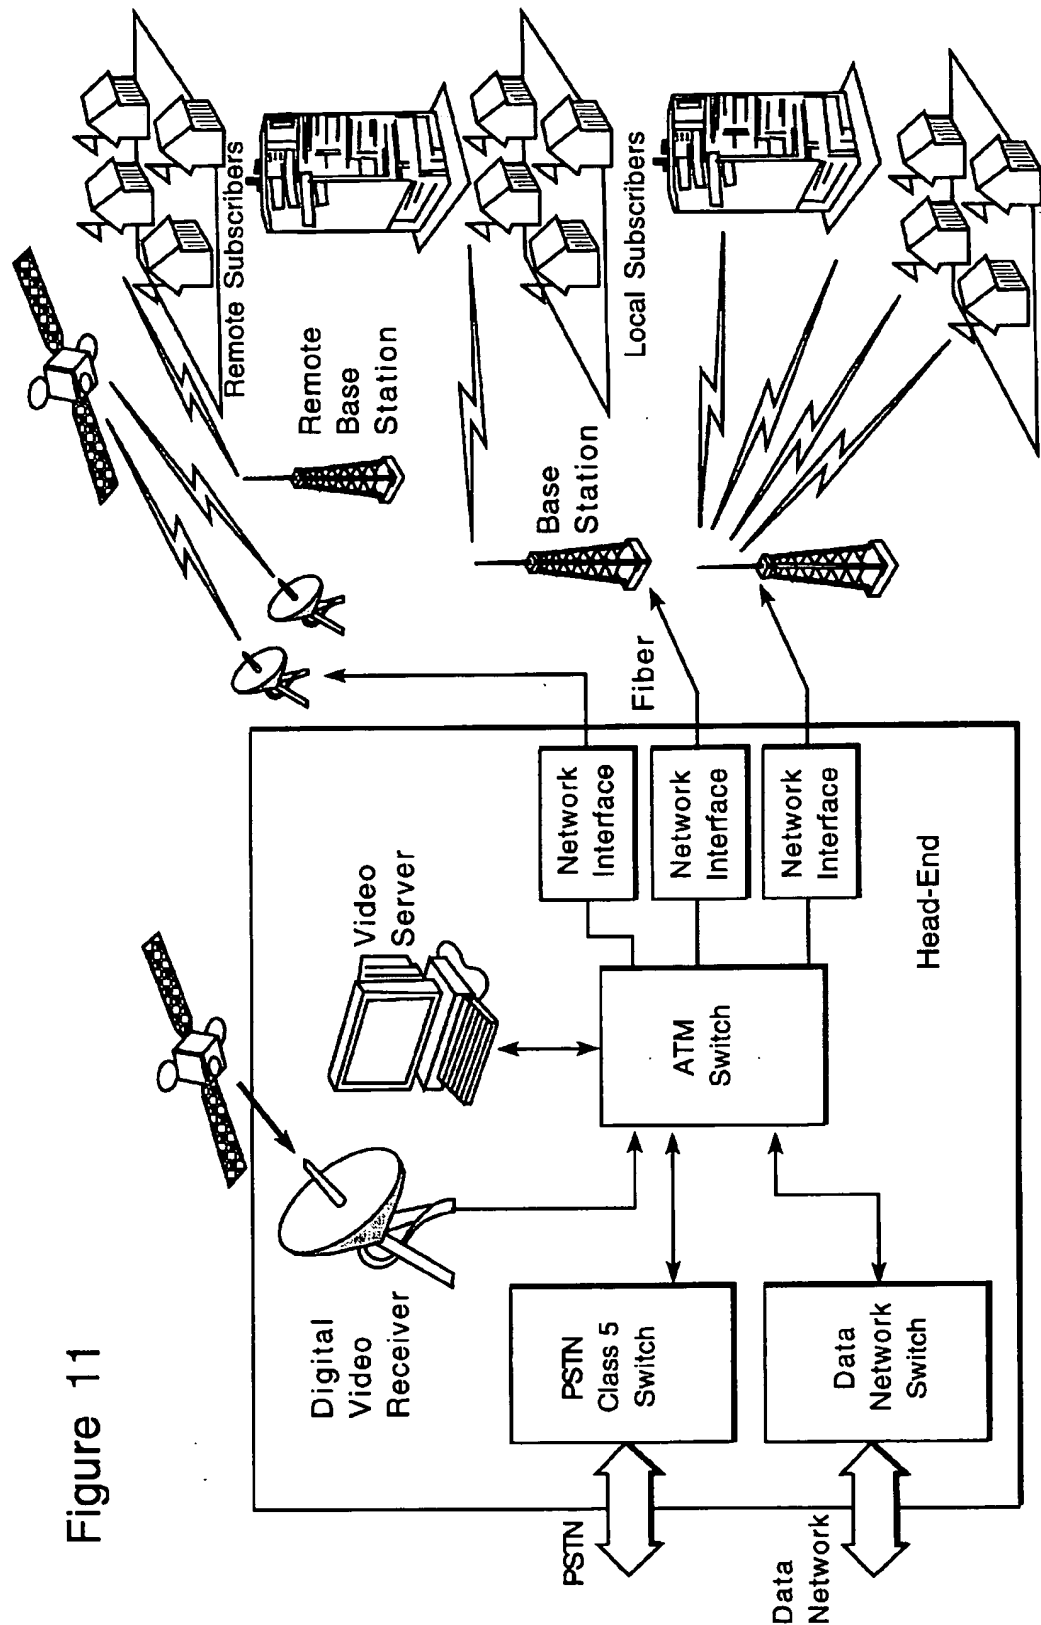 Figure 11
Digital
Video
Receiver
Video
Server
PSTN
PSTN
Class 5
Switch
Data
Network
Data
Network
Switch
ATM
Switch
Network
Interface
Network
Interface
Network
Interface
Head-End
Fiber
Base
Station
Remote
Base
Station
Remote Subscribers
Local Subscribers